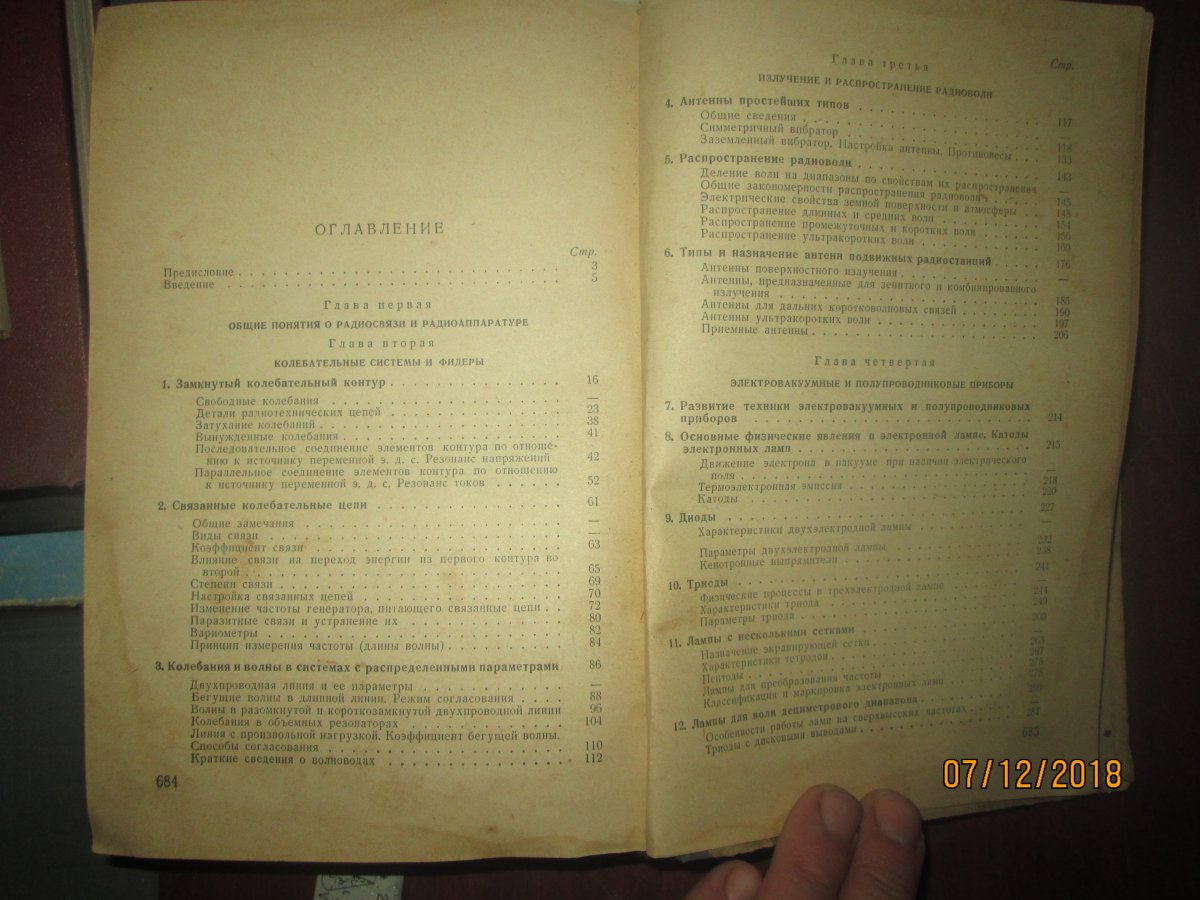 ОГЛАВЛЕНИЕ
Стр.
Предисловие . . . 3
Введение . . . 5
Глава первая
ОБЩИЕ ПОНЯТИЯ О РАДИОСВЯЗИ И РАДИОАППАРАТУРЕ
Глава вторая
КОЛЕБАТЕЛЬНЫЕ СИСТЕМЫ И ФИДЕРЫ
1. Замкнутый колебательный контур . . . 16
Свободные колебания . . . —
Детали радиотехнических цепей . . . 23
Затухание колебаний . . . 38
Вынужденные колебания . . . 41
Последовательное соединение элементов контура по отноше-
нию к источнику переменной э. д. с. Резонанс напряжений 42
Параллельное соединение элементов контура по отношению
к источнику переменной э. д. с. Резонанс токов . . . 52
2. Связанные колебательные цепи . . . 61
Общие замечания . . . —
Виды связи . . . —
Коэффициент связи . . . 63
Влияние связи на переход энергии из первого контура во
второй . . . 65
Степени связи . . . 69
Настройка связанных цепей . . . 70
Изменение частоты генератора, питающего связанные цепи . 72
Паразитные связи и устранение их . . . 80
Вариометры . . . 82
Принцип измерения частоты (длины волны) . . . 84
3. Колебания и волны в системах с распределенными параметрами 86
Двухпроводная линия и ее параметры . . . —
Бегущие волны в длинной линии. Режим согласования . . . 88
Волны в разомкнутой и короткозамкнутой двухпроводной линии 96
Колебания в объемных резонаторах . . . 104
Линия с произвольной нагрузкой. Коэффициент бегущей волны.
Способы согласования . . . 110
Краткие сведения о волноводах . . . 112
684
Глава третья
Стр.
ИЗЛУЧЕНИЕ И РАСПРОСТРАНЕНИЕ РАДИОВОЛН
4. Антенны простейших типов . . . 117
Общие сведения . . .
Симметричный вибратор . . . 118
Заземленный вибратор. Настройка антенны. Противовесы . . . 133
5. Распространение радиоволн . . . 143
Деление волн на диапазоны по свойствам их распространения —
Общие закономерности распространения радиоволн . . . 145
Электрические свойства земной поверхности и атмосферы . . . 148
Распространение длинных и средних волн . . . 154
Распространение промежуточных и коротких волн . . . 156
Распространение ультракоротких волн . . . 169
6. Типы и назначение антенн подвижных радиостанций . . . 176
Антенны поверхностного излучения . . . —
Антенны, предназначенные для зенитного и комбинированного
излучения . . . 185
Антенны для дальних коротковолновых связей . . . 190
Антенны ультракоротких волн . . . 197
Приемные антенны . . . 206
Глава четвертая
ЭЛЕКТРОВАКУУМНЫЕ И ПОЛУПРОВОДНИКОВЫЕ ПРИБОРЫ
7. Развитие техники электровакуумных и полупроводниковых
приборов . . . 214
8. Основные физические явления в электронной лампе. Катоды
электронных ламп . . . 215
Движение электрона в вакууме при наличии электрического
поля . . . —
Термоэлектронная эмиссия . . . 218
Катоды . . . 220
9. Диоды . . . 227
Характеристики двухэлектродной лампы . . . —
Параметры двухэлектродной лампы . . . 232
Кенотронные выпрямители . . . 238
10. Триоды . . . 241
Физические процессы в трехэлектродной лампе . . . —
Характеристики триода . . . 244
Параметры триода . . . 249
11. Лампы с несколькими сетками . . . 260
Назначение экранирующей сетки . . .
Характеристики тетродов . . .
Пентоды . . .
Лампы для преобразования частоты . . .
Классификация и маркировка электронных ламп . . .
12. Лампы для волн дециметрового диапазона . . .
Особенности работы ламп на сверхвысоких частотах . . .
Триоды с дисковыми выводами . . . 287
685
07/12/2018